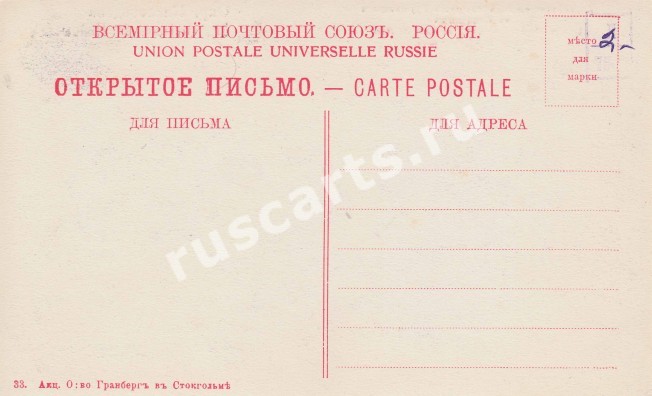 ВСЕМІРНЫЙ ПОЧТОВЫЙ СОЮЗЪ. РОССІЯ.
UNION POSTALE UNIVERSELLE RUSSIE
ОТКРЫТОЕ ПИСЬМО. — CARTE POSTALE
мѣсто
для
марки
2-
ДЛЯ ПИСЬМА
ДЛЯ АДРЕСА
ruscarts.ru
33. Акц. О:во Гранбергъ въ Стокгольмѣ